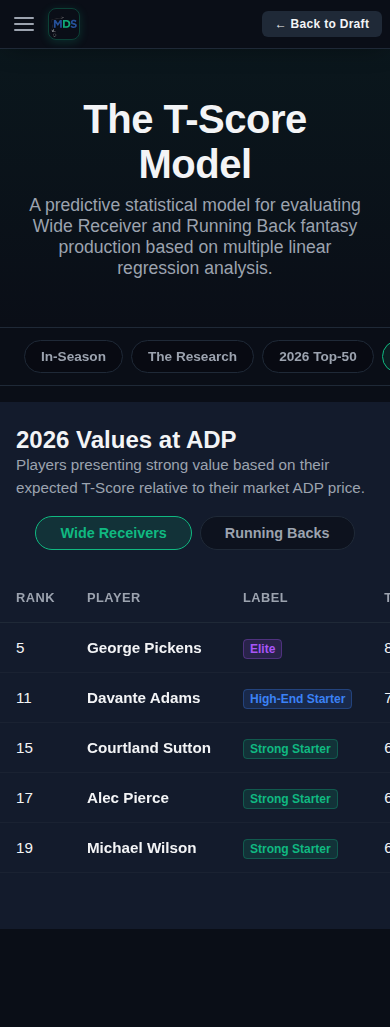 MDS
← Back to Draft
The T-Score
Model
A predictive statistical model for evaluating
Wide Receiver and Running Back fantasy
production based on multiple linear
regression analysis.
In-Season The Research 2026 Top-50
2026 Values at ADP
Players presenting strong value based on their
expected T-Score relative to their market ADP price.
Wide Receivers Running Backs
RANK PLAYER LABEL
5 George Pickens Elite
11 Davante Adams High-End Starter
15 Courtland Sutton Strong Starter
17 Alec Pierce Strong Starter
19 Michael Wilson Strong Starter